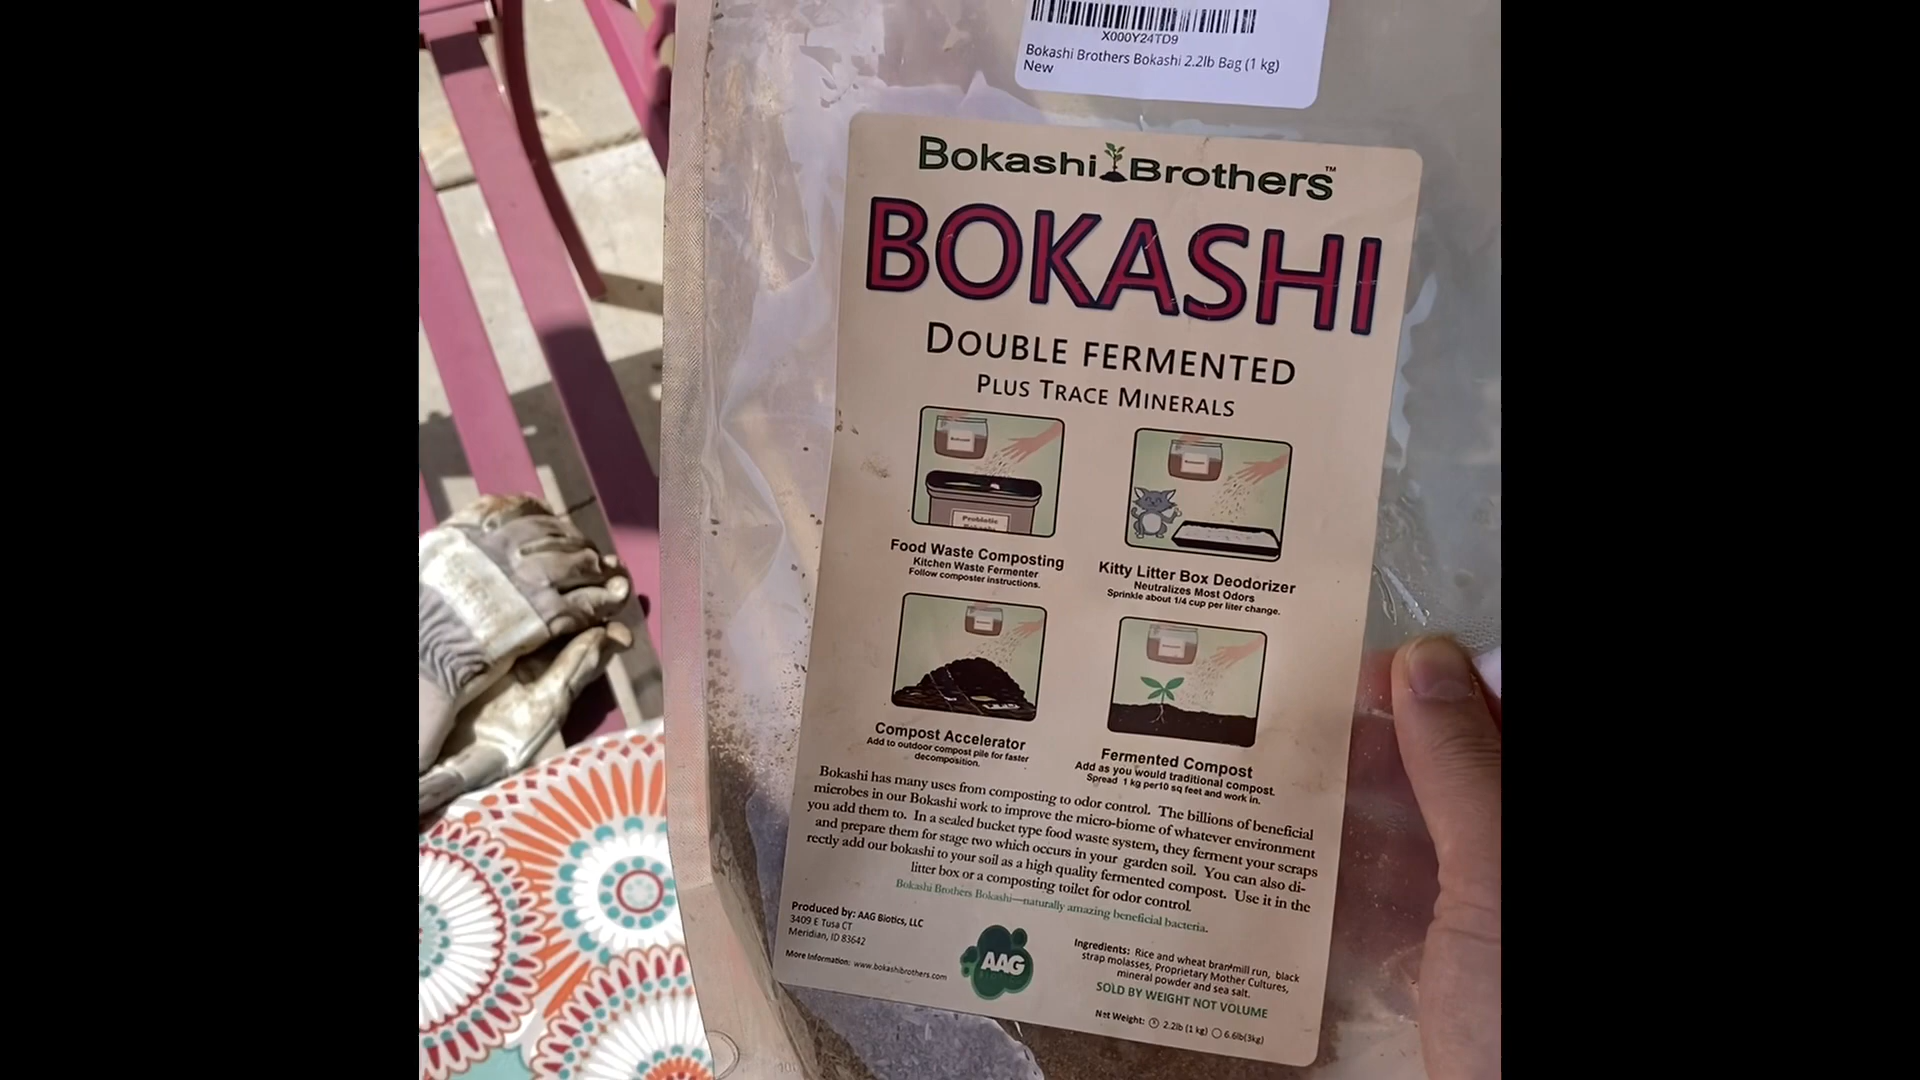 X000Y24TD9
Bokashi Brothers Bokashi 2.2lb Bag (1 kg)
New
Bokashi Brothers™
BOKASHI
DOUBLE FERMENTED
PLUS TRACE MINERALS
Food Waste Composting
Kitchen Waste Fermenter
Follow composter instructions.
Kitty Litter Box Deodorizer
Neutralizes Most Odors
Sprinkle about 1/4 cup per liter change.
Compost Accelerator
Add to outdoor compost pile for faster
decomposition.
Fermented Compost
Add as you would traditional compost.
Spread 1 kg per10 sq feet and work in.
Bokashi has many uses from composting to odor control. The billions of beneficial
microbes in our Bokashi work to improve the micro-biome of whatever environment
you add them to. In a sealed bucket type food waste system, they ferment your scraps
and prepare them for stage two which occurs in your garden soil. You can also di-
rectly add our bokashi to your soil as a high quality fermented compost. Use it in the
litter box or a composting toilet for odor control.
Bokashi Brothers Bokashi—naturally amazing beneficial bacteria.
Produced by: AAG Biotics, LLC
3409 E Tusa CT
Meridian, ID 83642
More Information: www.bokashibrothers.com
AAG
Ingredients: Rice and wheat bran/mill run, black
strap molasses, Proprietary Mother Cultures,
mineral powder and sea salt.
SOLD BY WEIGHT NOT VOLUME
Net Weight: 2.2lb (1 kg) 6.6lb(3kg)